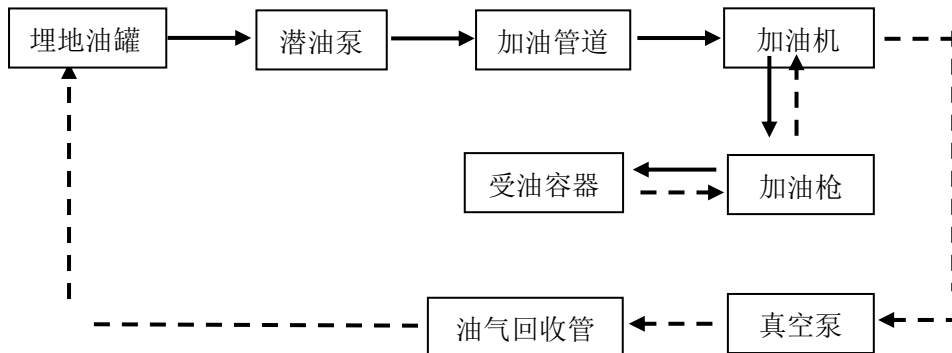 埋地油罐
潜油泵
加油管道
加油机
受油容器
加油枪
油气回收管
真空泵